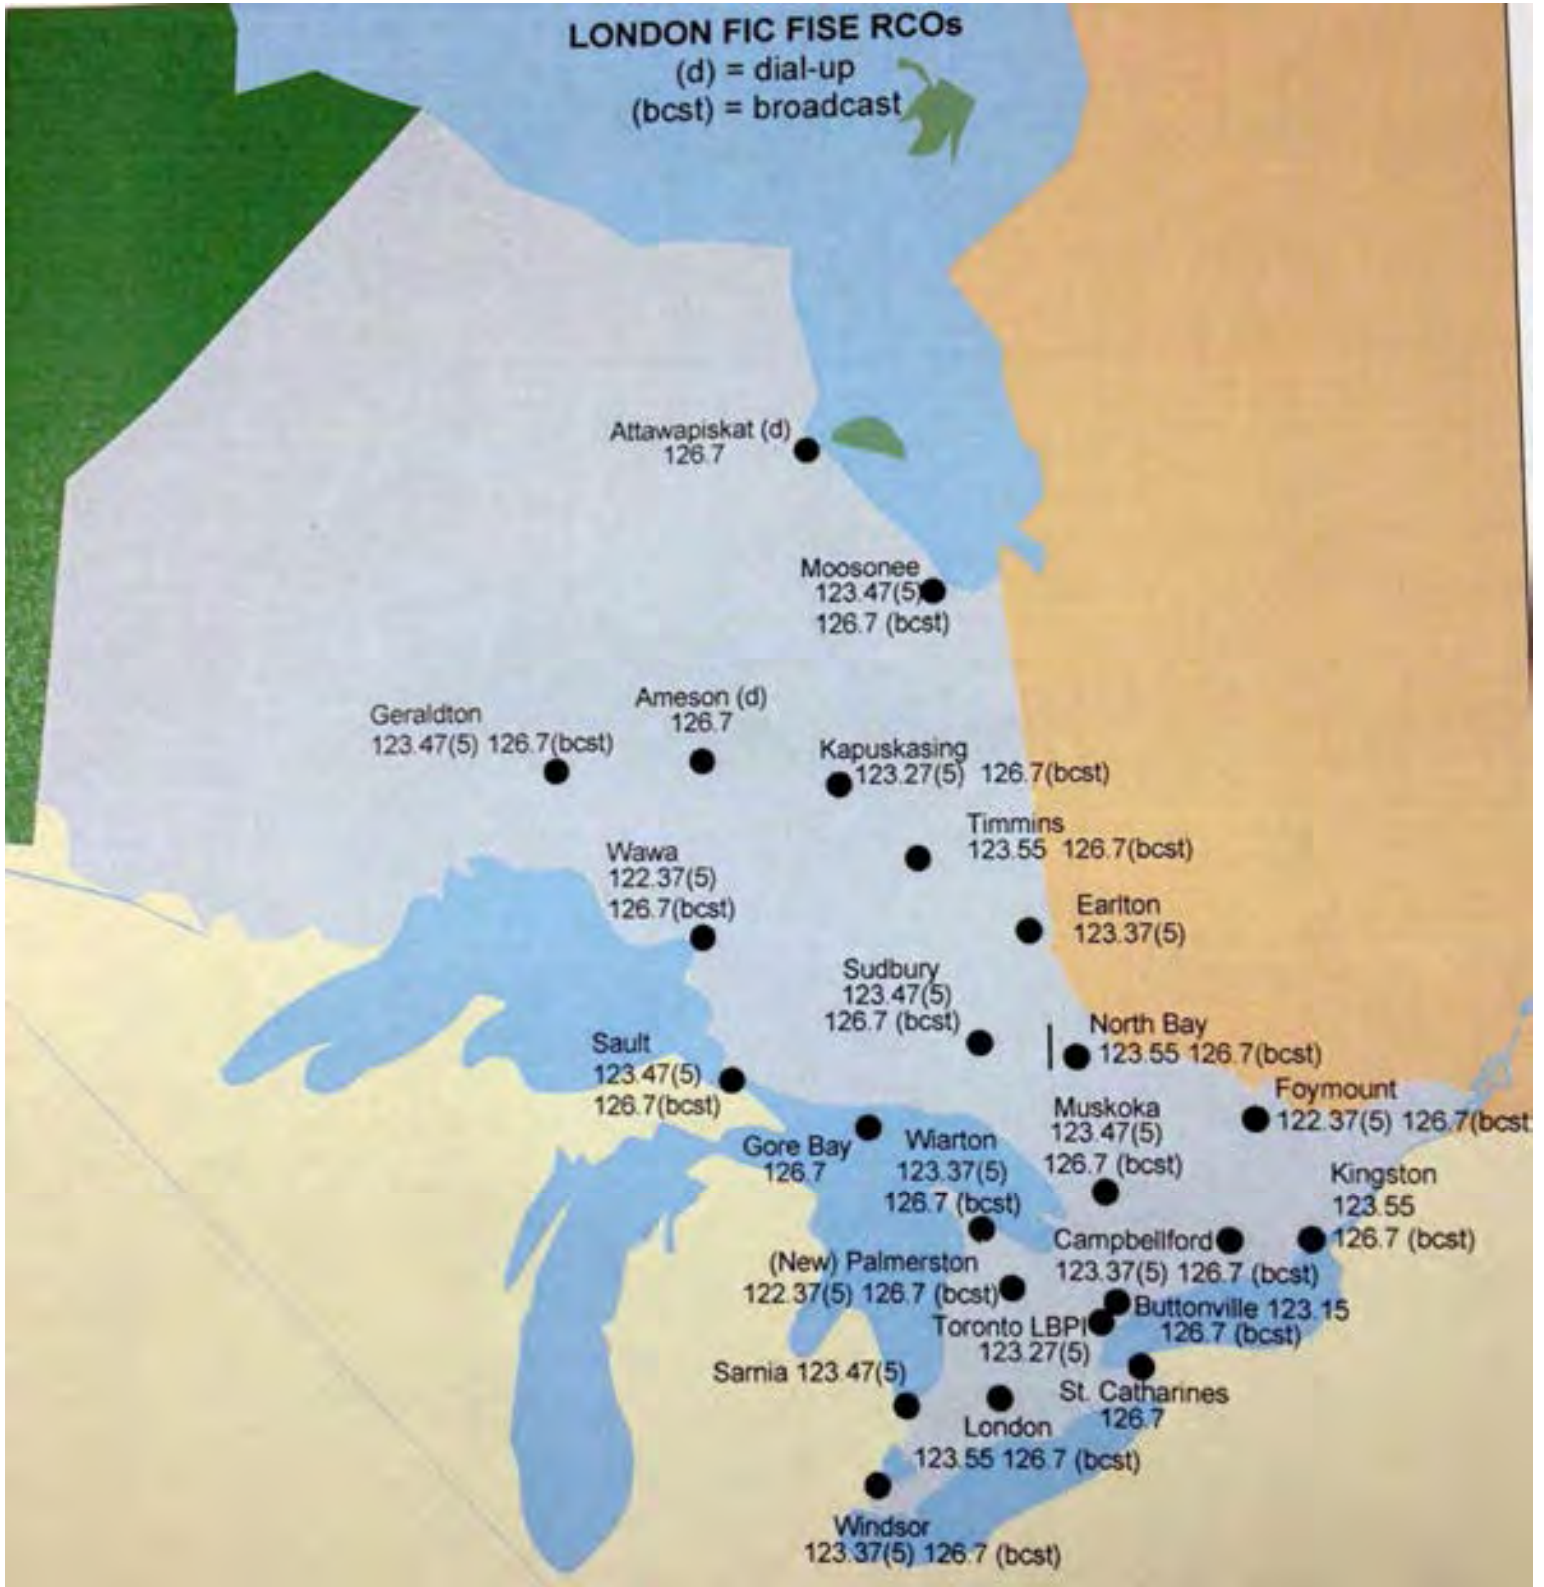 LONDON FIC FISE RCOs
(d) = dial-up
(bcst) = broadcast
Attawapiskat (d)
126.7
Moosonee
123.47(5)
126.7 (bcst)
Ameson (d)
126.7
Geraldton
123.47(5) 126.7(bcst)
Kapuskasing
123.27(5) 126.7(bcst)
Timmins
123.55 126.7(bcst)
Wawa
122.37(5)
126.7(bcst)
Earlton
123.37(5)
Sudbury
123.47(5)
126.7 (bcst)
North Bay
123.55 126.7(bcst)
Sault
123.47(5)
126.7(bcst)
Foymount
122.37(5) 126.7(bcst
Muskoka
123.47(5)
126.7 (bcst)
Gore Bay
126.7
Wiarton
123.37(5)
126.7 (bcst)
Kingston
123.55
126.7 (bcst)
Campbellford
123.37(5) 126.7 (bcst)
(New) Palmerston
122.37(5) 126.7 (bcst)
Buttonville 123.15
126.7 (bcst)
Toronto LBPI
123.27(5)
Sarnia 123.47(5)
St. Catharines
126.7
London
123.55 126.7 (bcst)
Windsor
123.37(5) 126.7 (bcst)